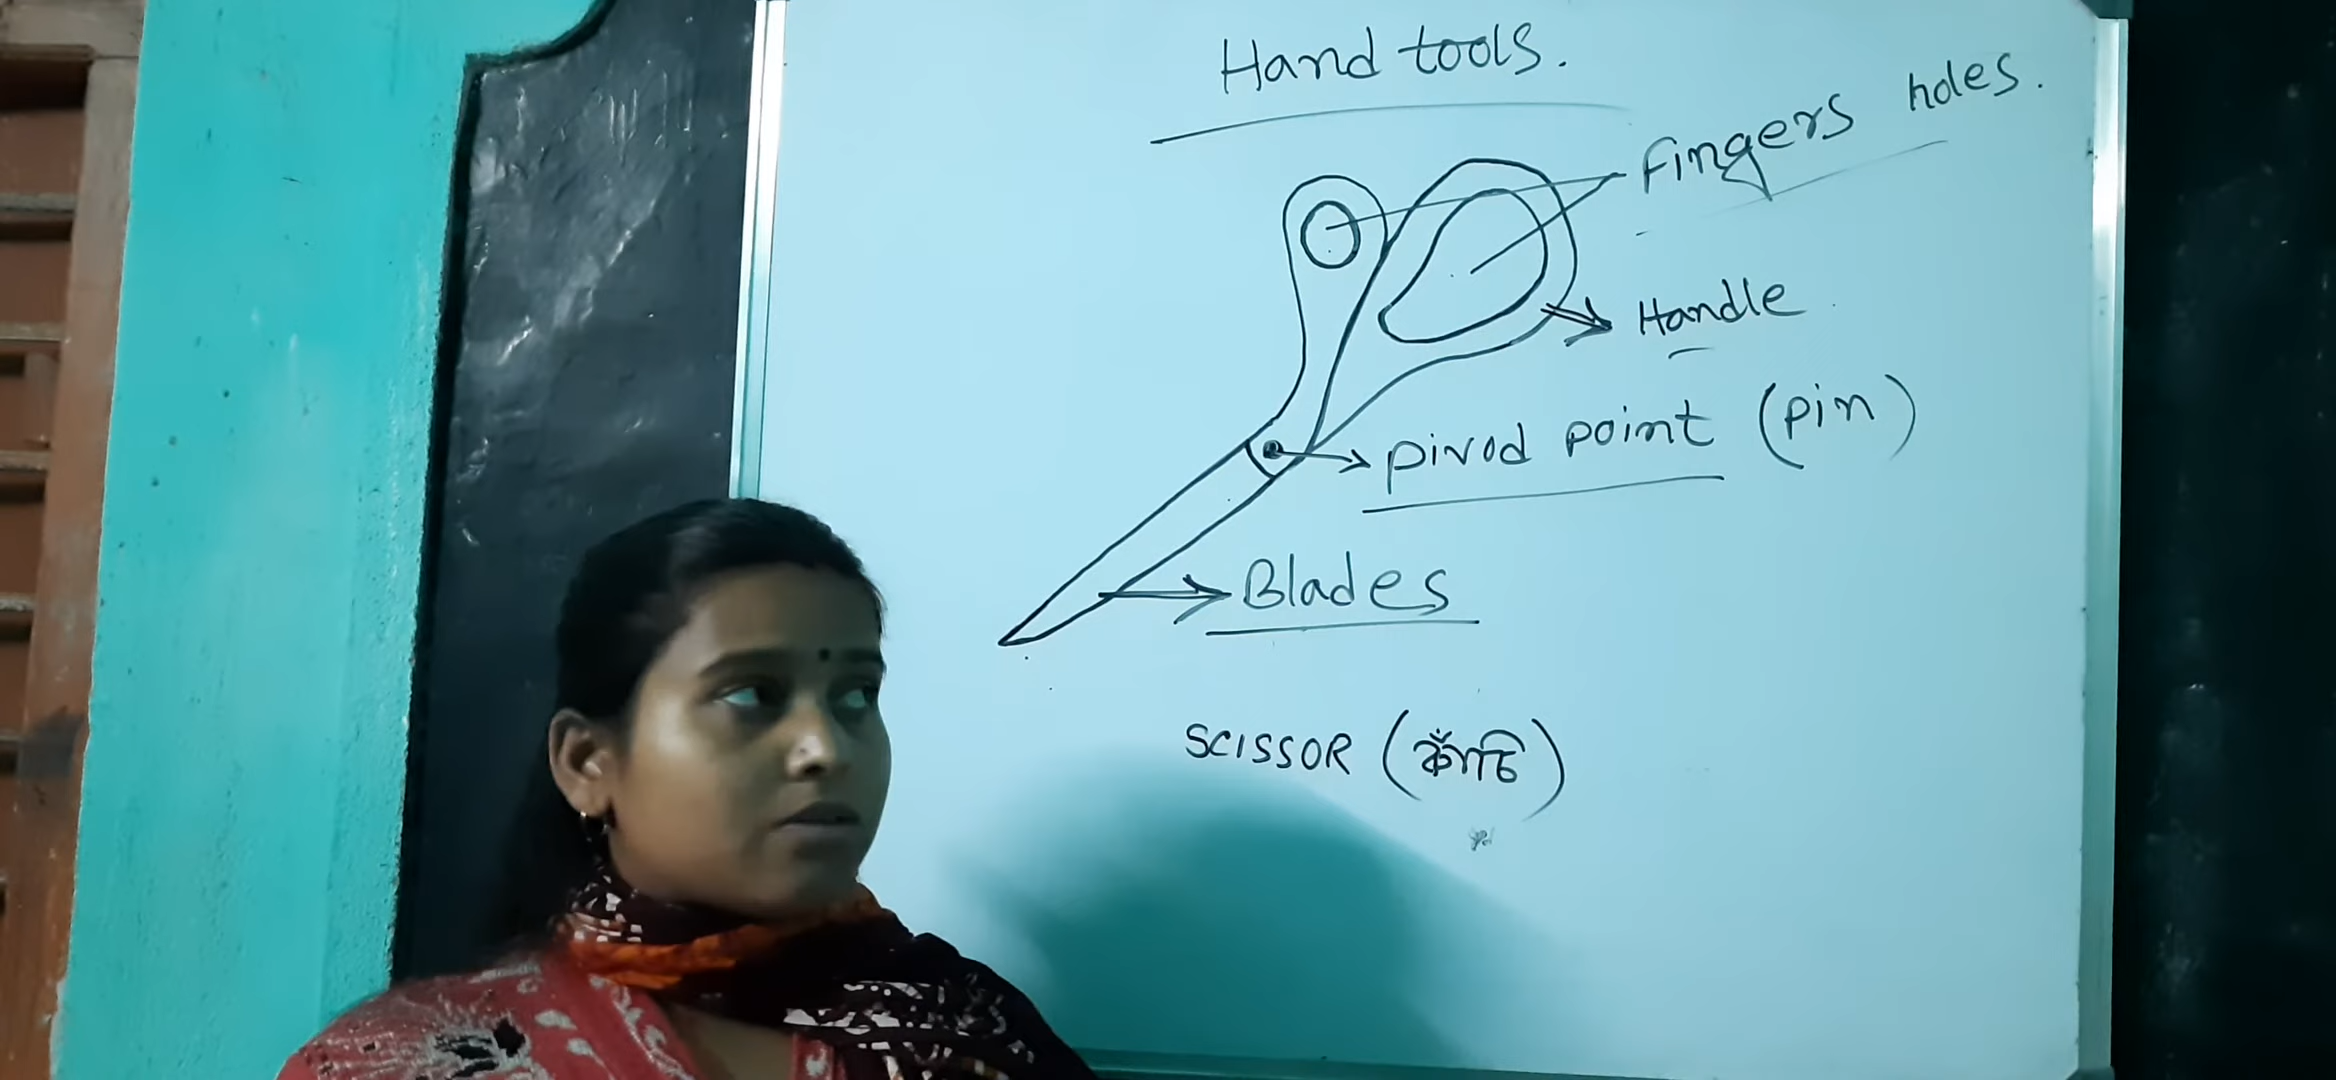 Hand tools.
Fingers holes.
Handle
pivod point (pin)
Blades
SCISSOR (কাঁচি)